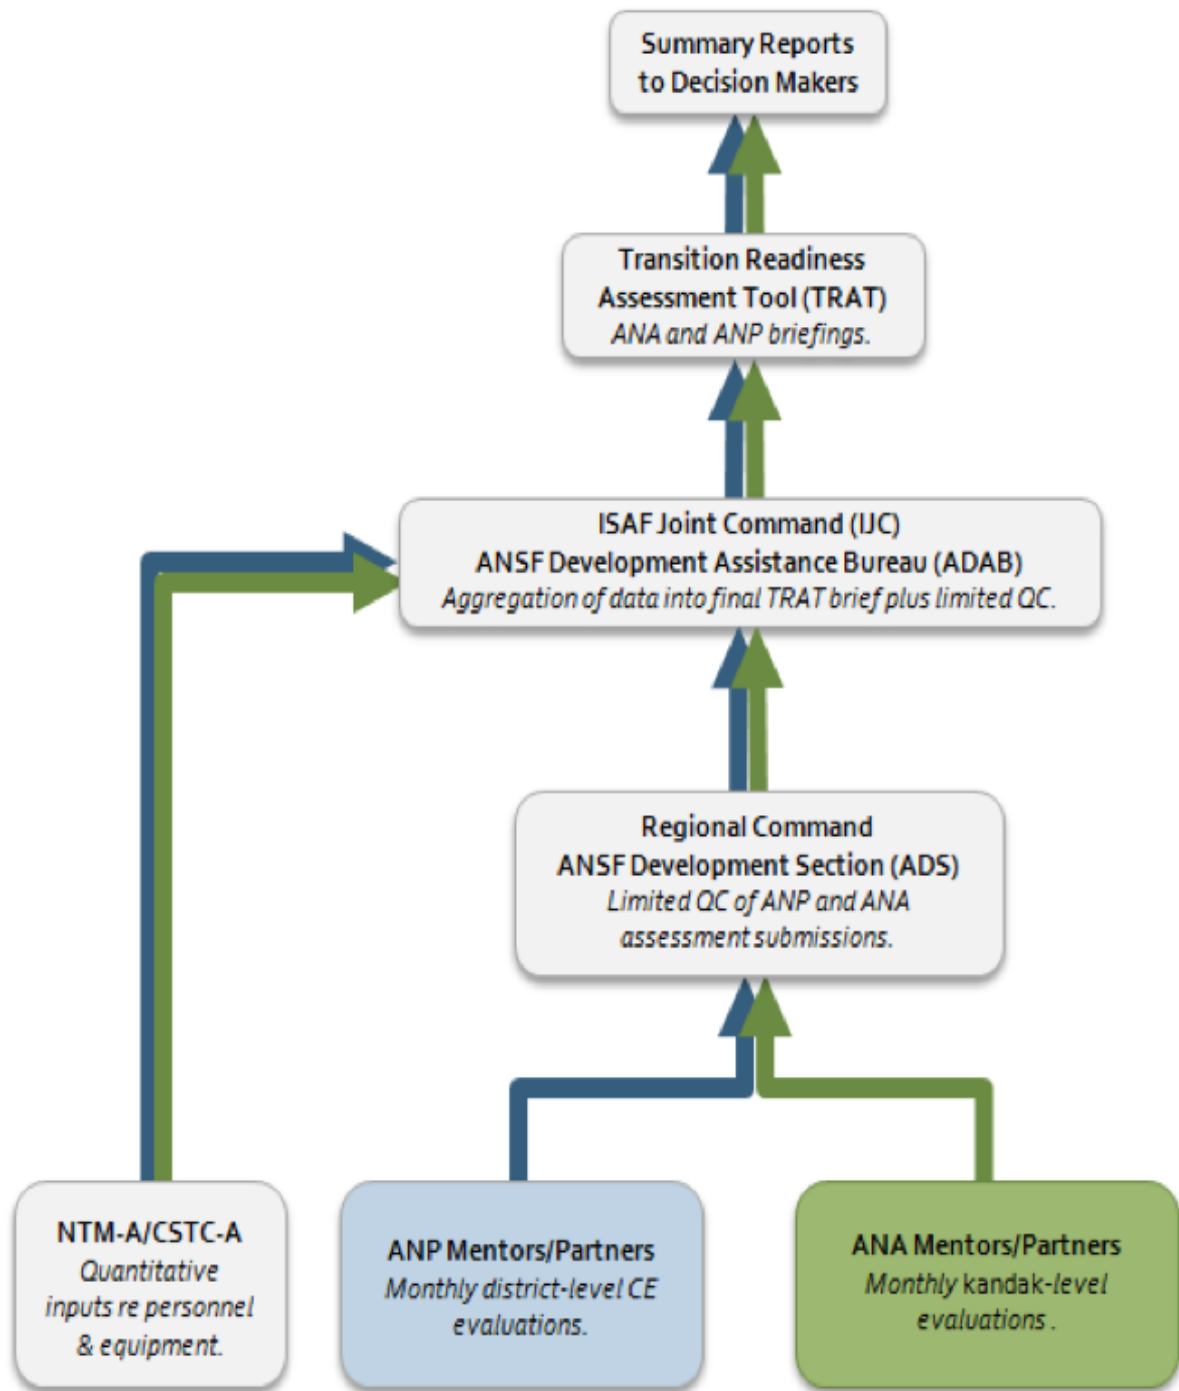 Summary Reports
to Decision Makers
Transition Readiness
Assessment Tool (TRAT)
ANA and ANP briefings.
ISAF Joint Command (IJC)
ANSF Development Assistance Bureau (ADAB)
Aggregation of data into final TRAT brief plus limited QC.
Regional Command
ANSF Development Section (ADS)
Limited QC of ANP and ANA
assessment submissions.
NTM-A/CSTC-A
Quantitative
inputs re personnel
& equipment.
ANP Mentors/Partners
Monthly district-level CE
evaluations.
ANA Mentors/Partners
Monthly kandak-level
evaluations .